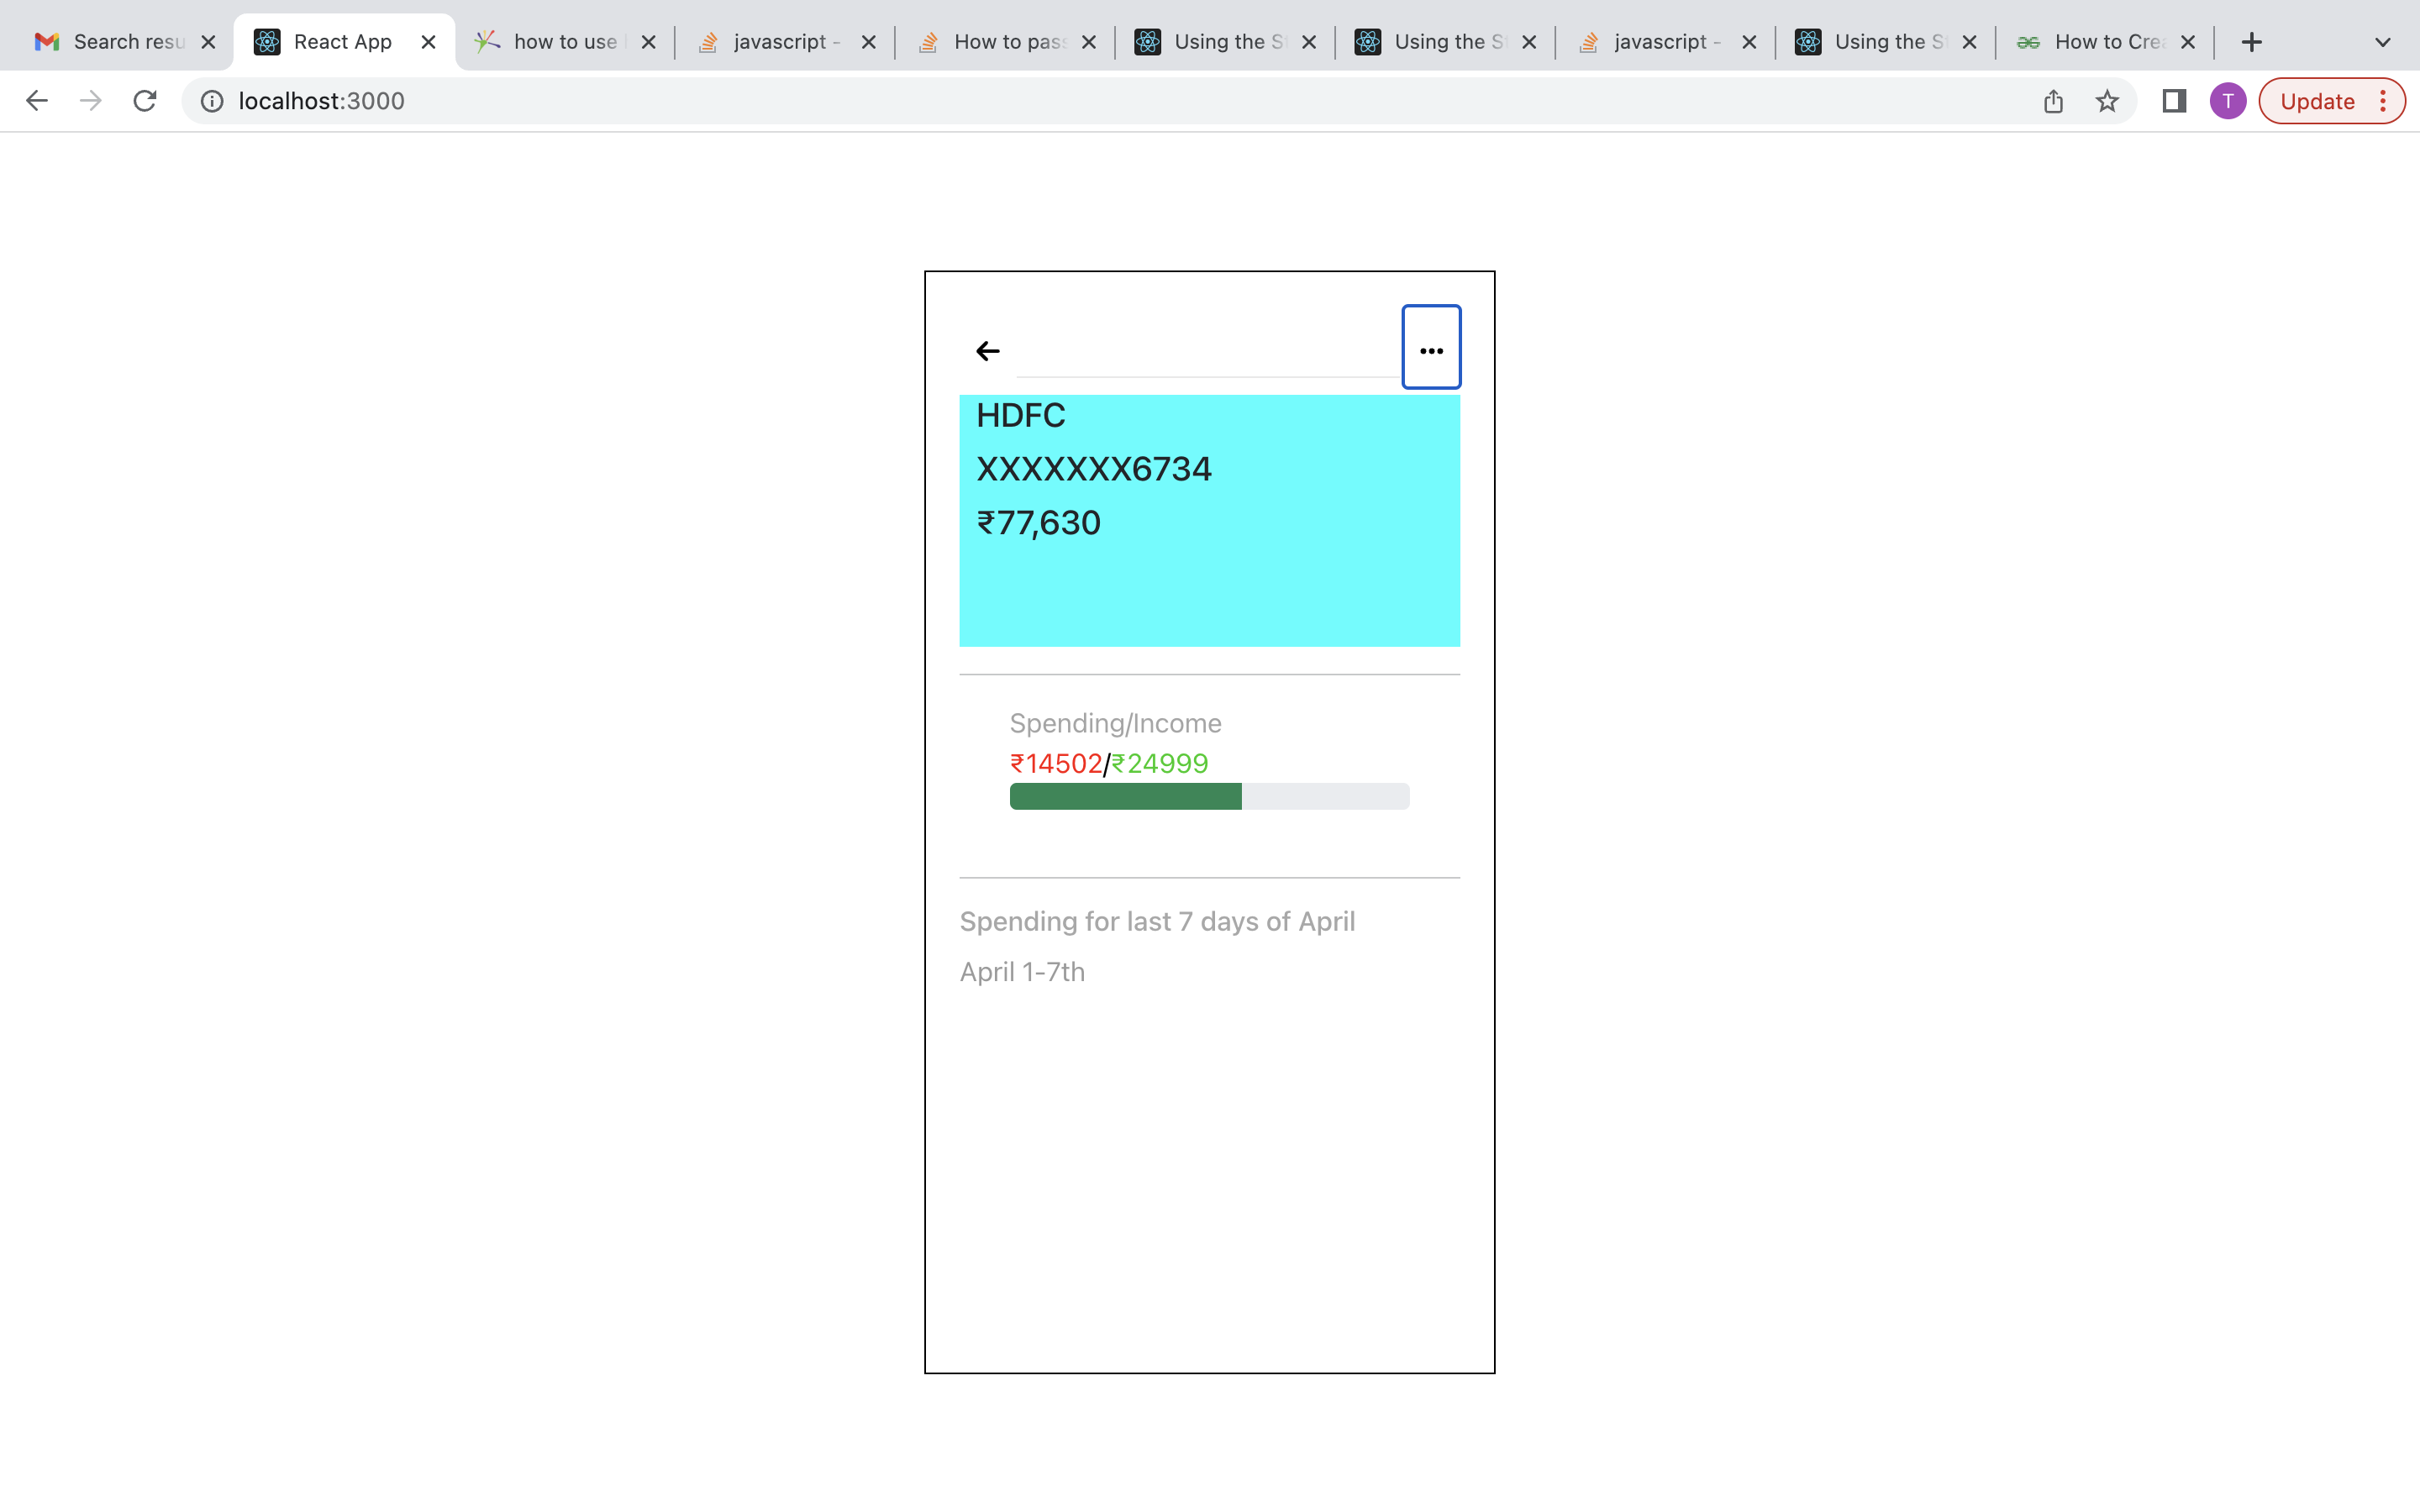 Search resu
React App
how to use
javascript -
How to pas
Using the S
Using the S
javascript -
Using the S
How to Cre
localhost:3000
T
Update
HDFC
XXXXXXX6734
₹77,630
Spending/Income
₹14502/₹24999
Spending for last 7 days of April
April 1-7th